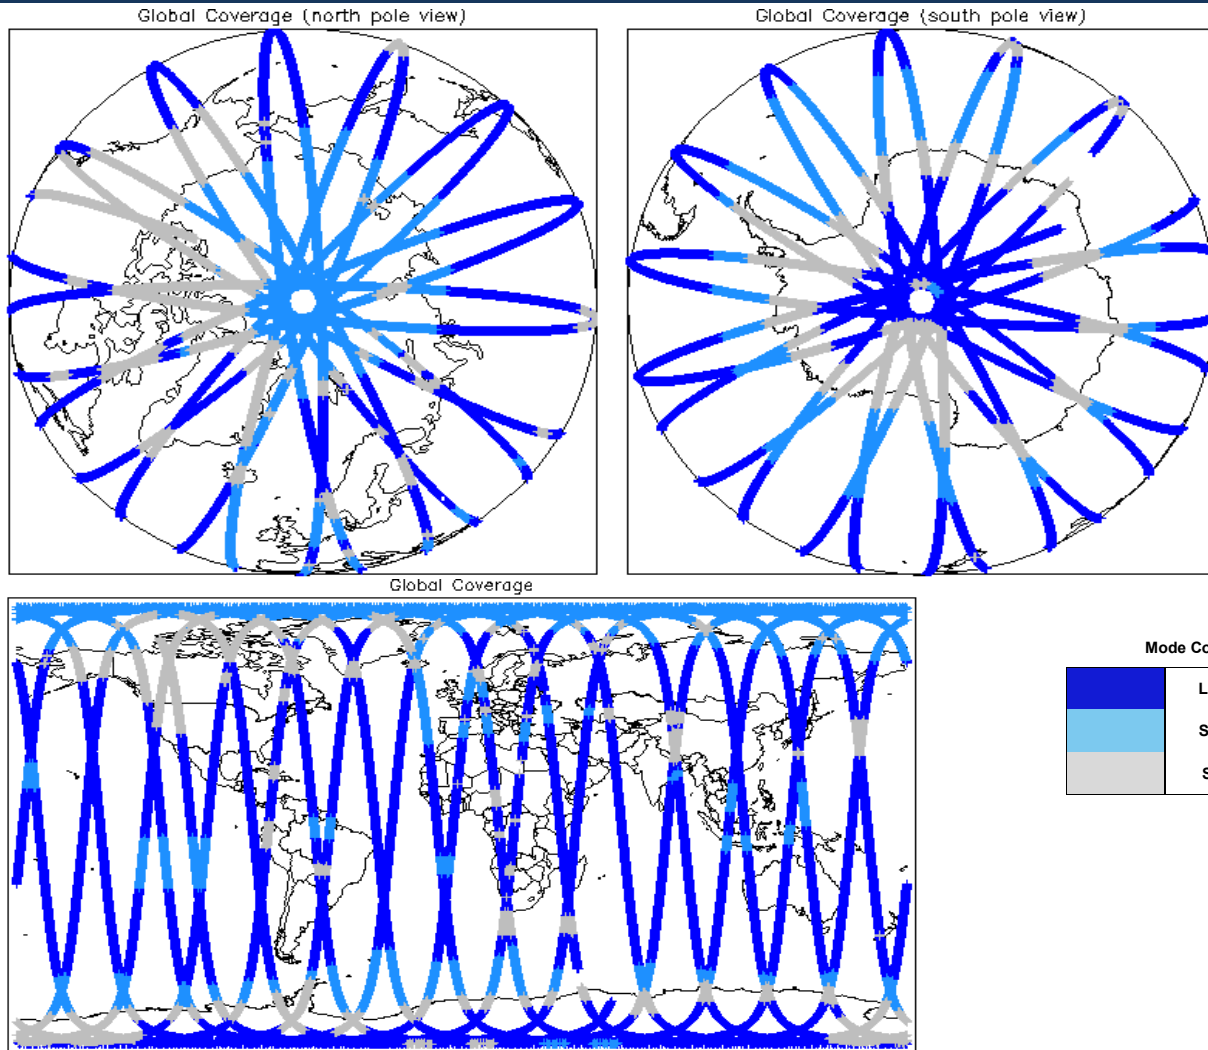 Global Coverage (north pole view)
Global Coverage (south pole view)
Global Coverage
Mode Co
L
S
S